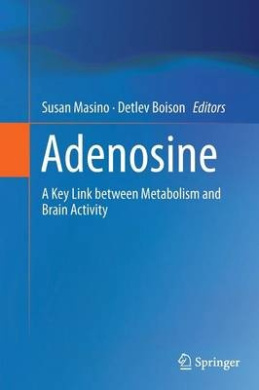 Susan Masino · Detlev Boison Editors
Adenosine
A Key Link between Metabolism and
Brain Activity
Springer